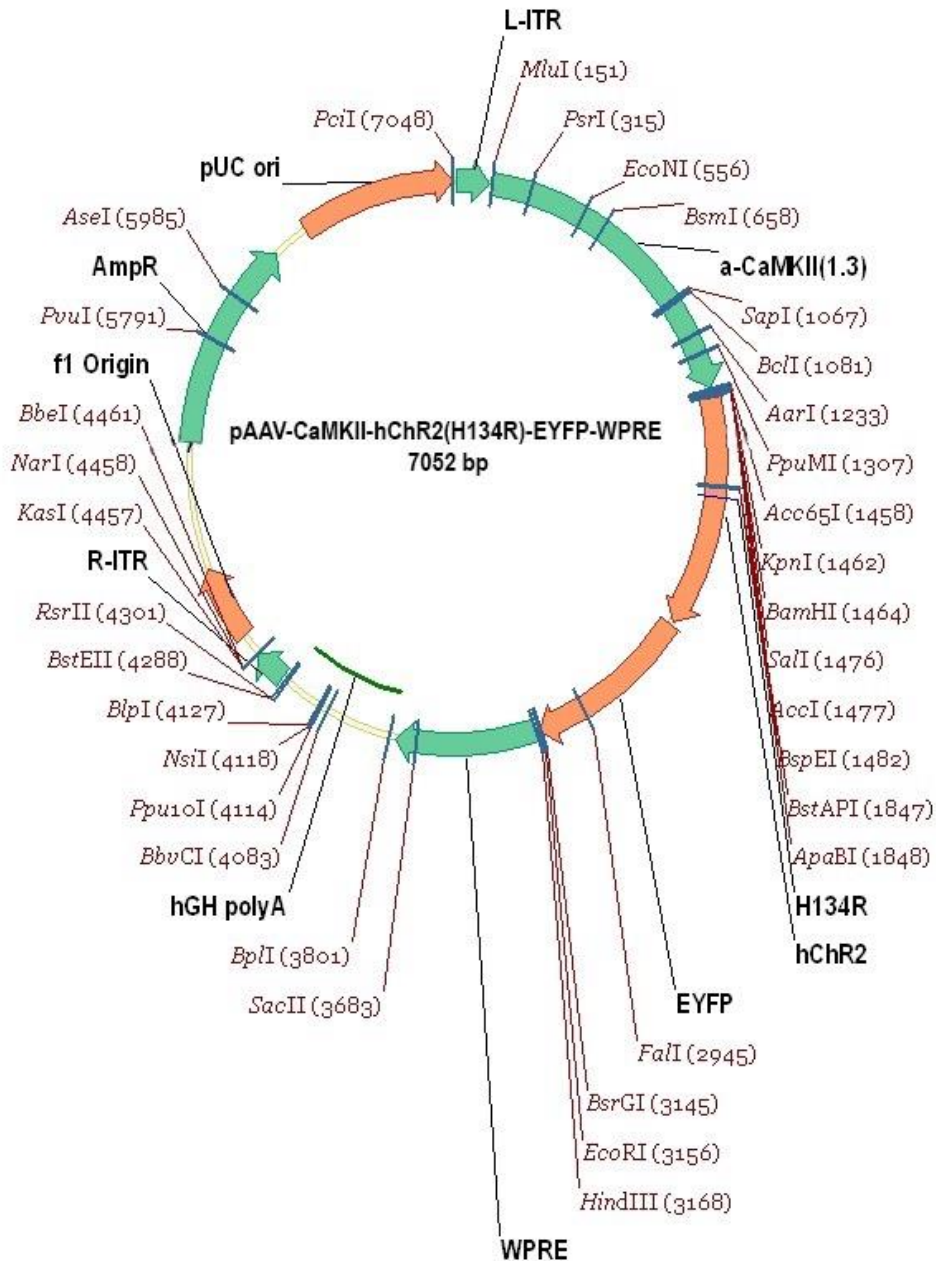 L-ITR
MluI (151)
PciI (7048)
PsrI (315)
pUC ori
EcoNI (556)
AseI (5985)
BsmI (658)
AmpR
a-CaMKII(1.3)
PvuI (5791)
SapI (1067)
f1 Origin
BclI (1081)
BbeI (4461)
AarI (1233)
pAAV-CaMKII-hChR2(H134R)-EYFP-WPRE
7052 bp
NarI (4458)
PpuMI (1307)
KasI (4457)
Acc65I (1458)
R-ITR
KpnI (1462)
RsrII (4301)
BamHI (1464)
BstEII (4288)
SalI (1476)
BlpI (4127)
AccI (1477)
NsiI (4118)
BspEI (1482)
Ppu10I (4114)
BstAPI (1847)
BbvCI (4083)
ApaBI (1848)
hGH polyA
H134R
BplI (3801)
hChR2
SacII (3683)
EYFP
FalI (2945)
BsrGI (3145)
EcoRI (3156)
HindIII (3168)
WPRE